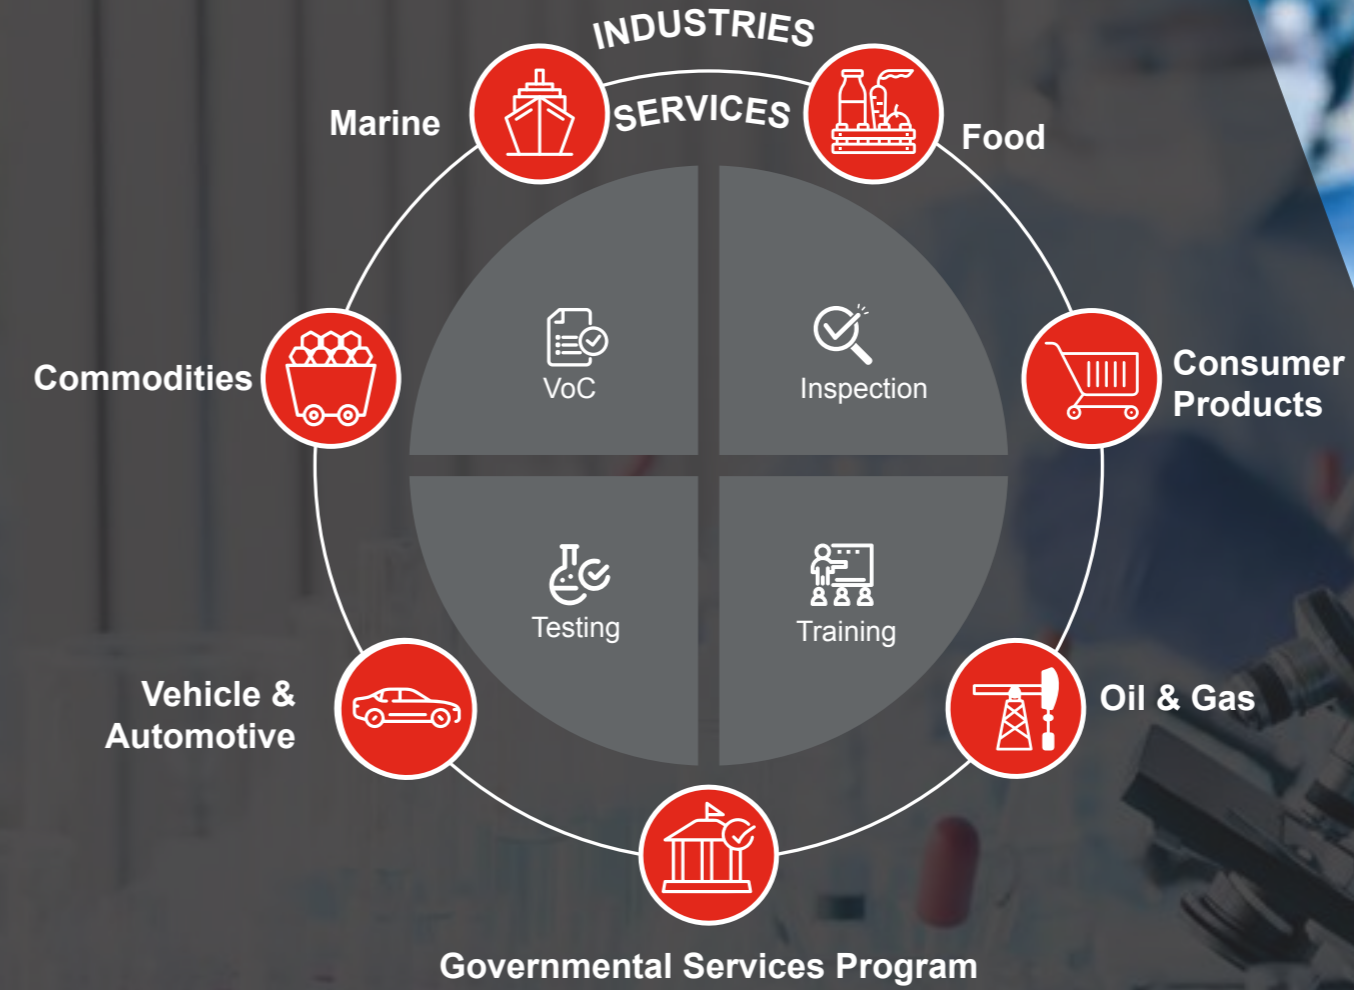 INDUSTRIES
SERVICES
Marine
Food
Commodities
Consumer
Products
VoC
Inspection
Testing
Training
Vehicle &
Automotive
Oil & Gas
Governmental Services Program